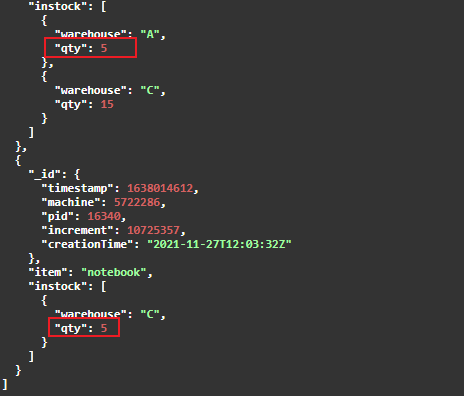 "instock": [
{
"warehouse": "A",
"qty": 5
},
{
"warehouse": "C",
"qty": 15
}
]
},
{
"_id": {
"timestamp": 1638014612,
"machine": 5722286,
"pid": 16340,
"increment": 10725357,
"creationTime": "2021-11-27T12:03:32Z"
},
"item": "notebook",
"instock": [
{
"warehouse": "C",
"qty": 5
}
]
}
]